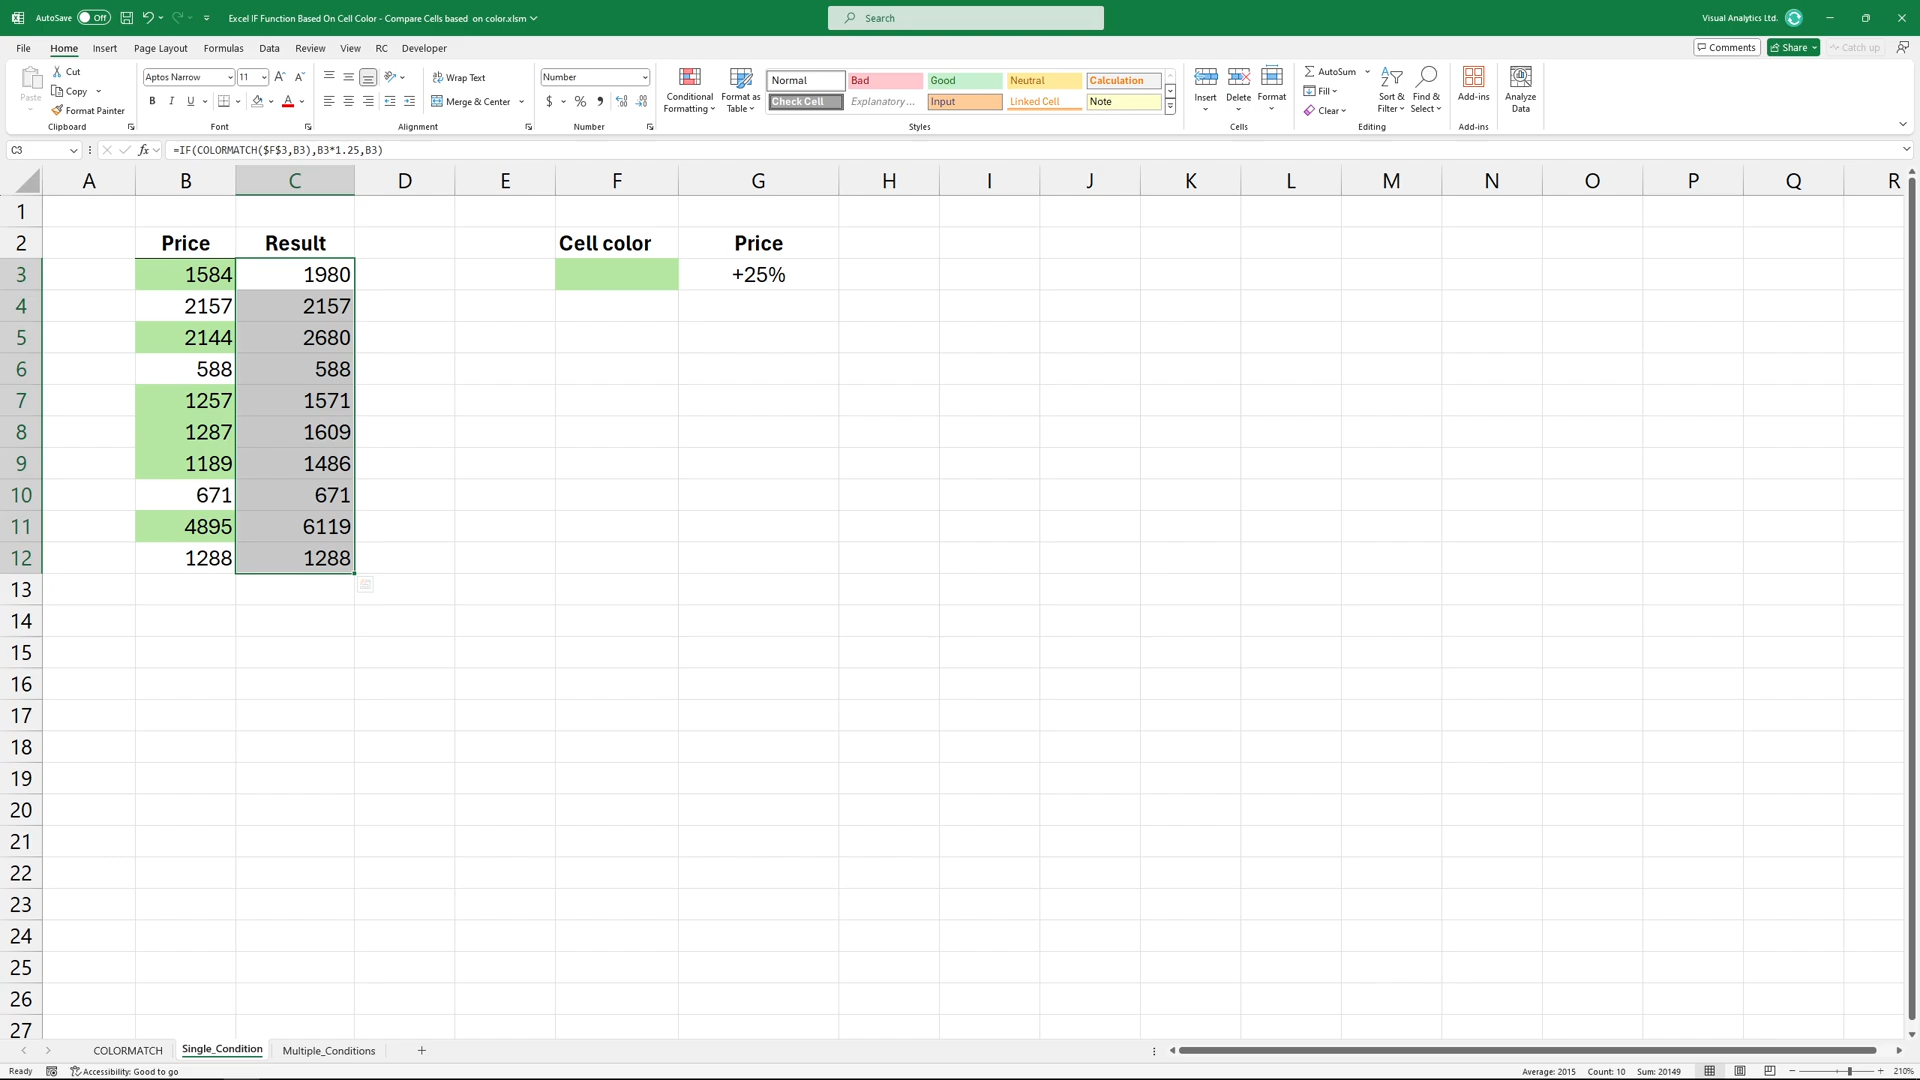 AutoSave Off Excel IF Function Based On Cell Color - Compare Cells based on color.xlsm Search Visual Analytics Ltd.
File Home Insert Page Layout Formulas Data Review View RC Developer Comments Share Catch up
Paste Cut Copy Format Painter Clipboard
Aptos Narrow 11 B I U Font
Wrap Text Merge & Center Alignment
Number $ % Number
Conditional Formatting Format as Table Normal Bad Good Neutral Calculation
Check Cell Explanatory... Input Linked Cell Note Styles
Insert Delete Format Cells
AutoSum Fill Clear Sort & Filter Find & Select Editing
Add-ins Add-ins
Analyze Data
C3 fx =IF(COLORMATCH($F$3,B3),B3*1.25,B3)
A B C D E F G H I J K L M N O P Q R
1
2 Price Result Cell color Price
3 1584 1980 +25%
4 2157 2157
5 2144 2680
6 588 588
7 1257 1571
8 1287 1609
9 1189 1486
10 671 671
11 4895 6119
12 1288 1288
13
14
15
16
17
18
19
20
21
22
23
24
25
26
27
COLORMATCH Single_Condition Multiple_Conditions +
Ready Accessibility: Good to go Average: 2015 Count: 10 Sum: 20149 210%